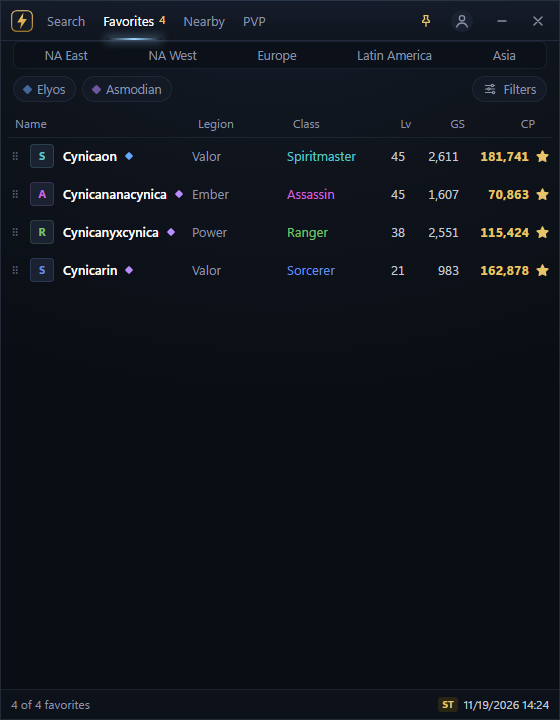 Search Favorites 4 Nearby PVP
NA East NA West Europe Latin America Asia
Elyos Asmodian Filters
Name Legion Class Lv GS CP
S Cynicaon Valor Spiritmaster 45 2,611 181,741
A Cynicananacynica Ember Assassin 45 1,607 70,863
R Cynicanyxcynica Power Ranger 38 2,551 115,424
S Cynicarin Valor Sorcerer 21 983 162,878
4 of 4 favorites ST 11/19/2026 14:24